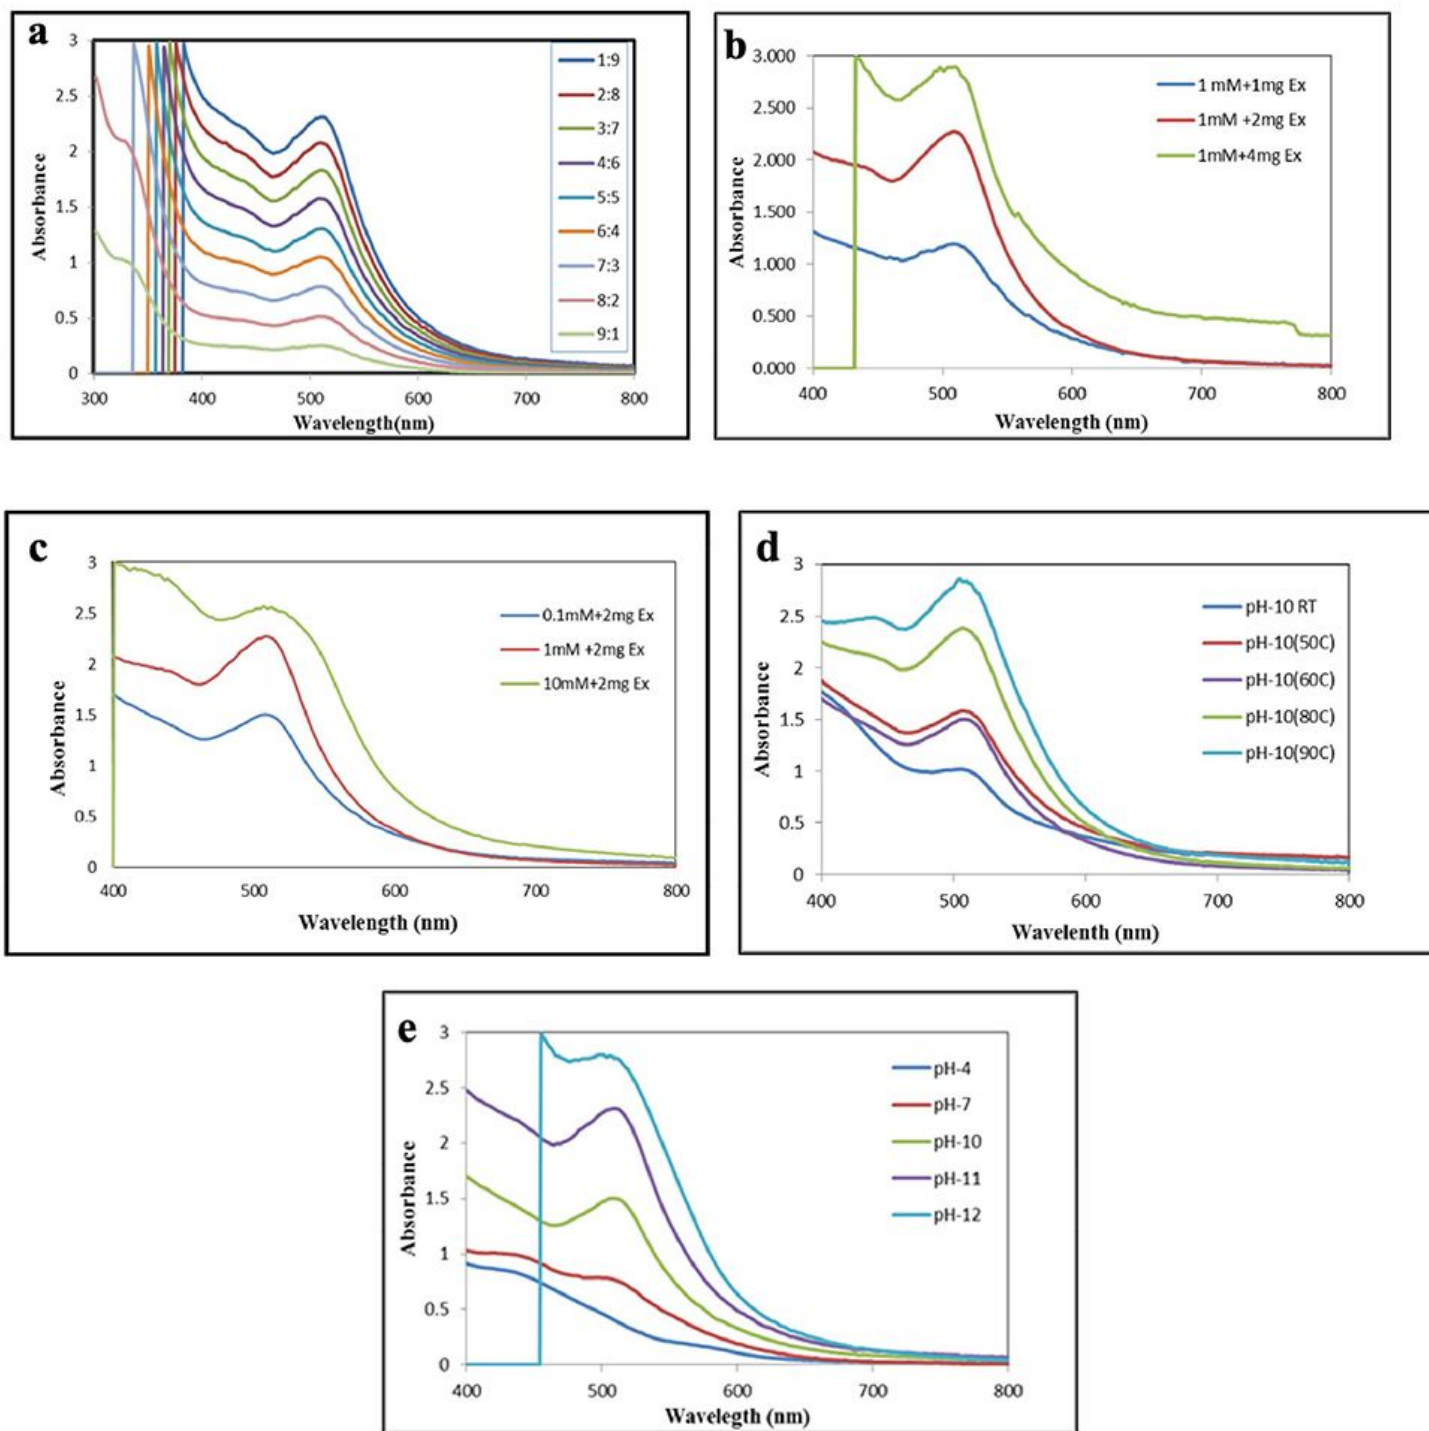 a
3
2.5
2
1.5
1
0.5
0
300 400 500 600 700 800
Absorbance
Wavelength(nm)
1:9
2:8
3:7
4:6
5:5
6:4
7:3
8:2
9:1
b
3.000
2.500
2.000
1.500
1.000
0.500
0.000
400 500 600 700 800
Absorbance
Wavelength (nm)
1 mM+1mg Ex
1mM +2mg Ex
1mM+4mg Ex
c
3
2.5
2
1.5
1
0.5
0
400 500 600 700 800
Absorbance
Wavelength (nm)
0.1mM+2mg Ex
1mM +2mg Ex
10mM+2mg Ex
d
3
2.5
2
1.5
1
0.5
0
400 500 600 700 800
Absorbance
Wavelenth (nm)
pH-10 RT
pH-10(50C)
pH-10(60C)
pH-10(80C)
pH-10(90C)
e
3
2.5
2
1.5
1
0.5
0
400 500 600 700 800
Absorbance
Wavelegth (nm)
pH-4
pH-7
pH-10
pH-11
pH-12